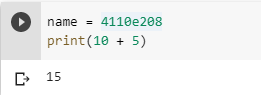 name = 4110e208
print(10 + 5)
15